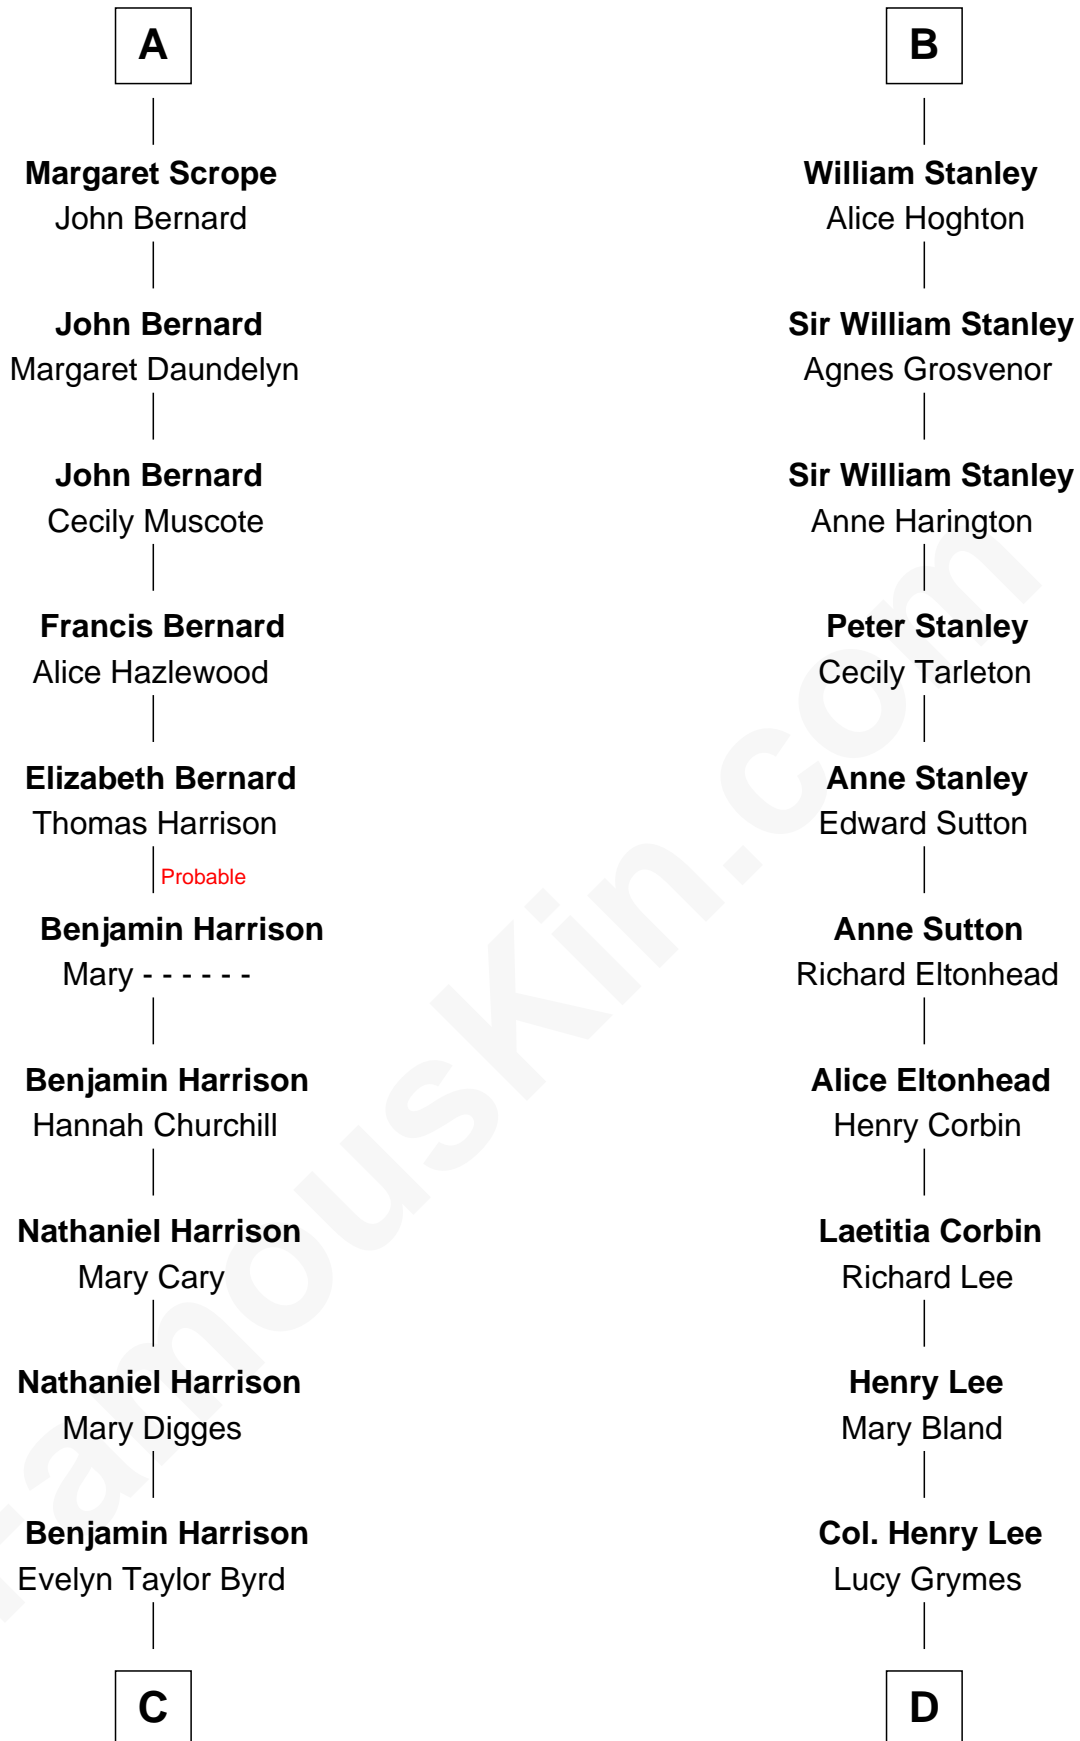 A
B
Margaret Scrope
John Bernard
William Stanley
Alice Hoghton
John Bernard
Margaret Daundelyn
Sir William Stanley
Agnes Grosvenor
John Bernard
Cecily Muscote
Sir William Stanley
Anne Harington
Francis Bernard
Alice Hazlewood
Peter Stanley
Cecily Tarleton
Elizabeth Bernard
Thomas Harrison
Probable
Anne Stanley
Edward Sutton
Benjamin Harrison
Mary - - - - - -
Anne Sutton
Richard Eltonhead
Benjamin Harrison
Hannah Churchill
Alice Eltonhead
Henry Corbin
Nathaniel Harrison
Mary Cary
Laetitia Corbin
Richard Lee
Nathaniel Harrison
Mary Digges
Henry Lee
Mary Bland
Benjamin Harrison
Evelyn Taylor Byrd
Col. Henry Lee
Lucy Grymes
C
D
FamousKin.com